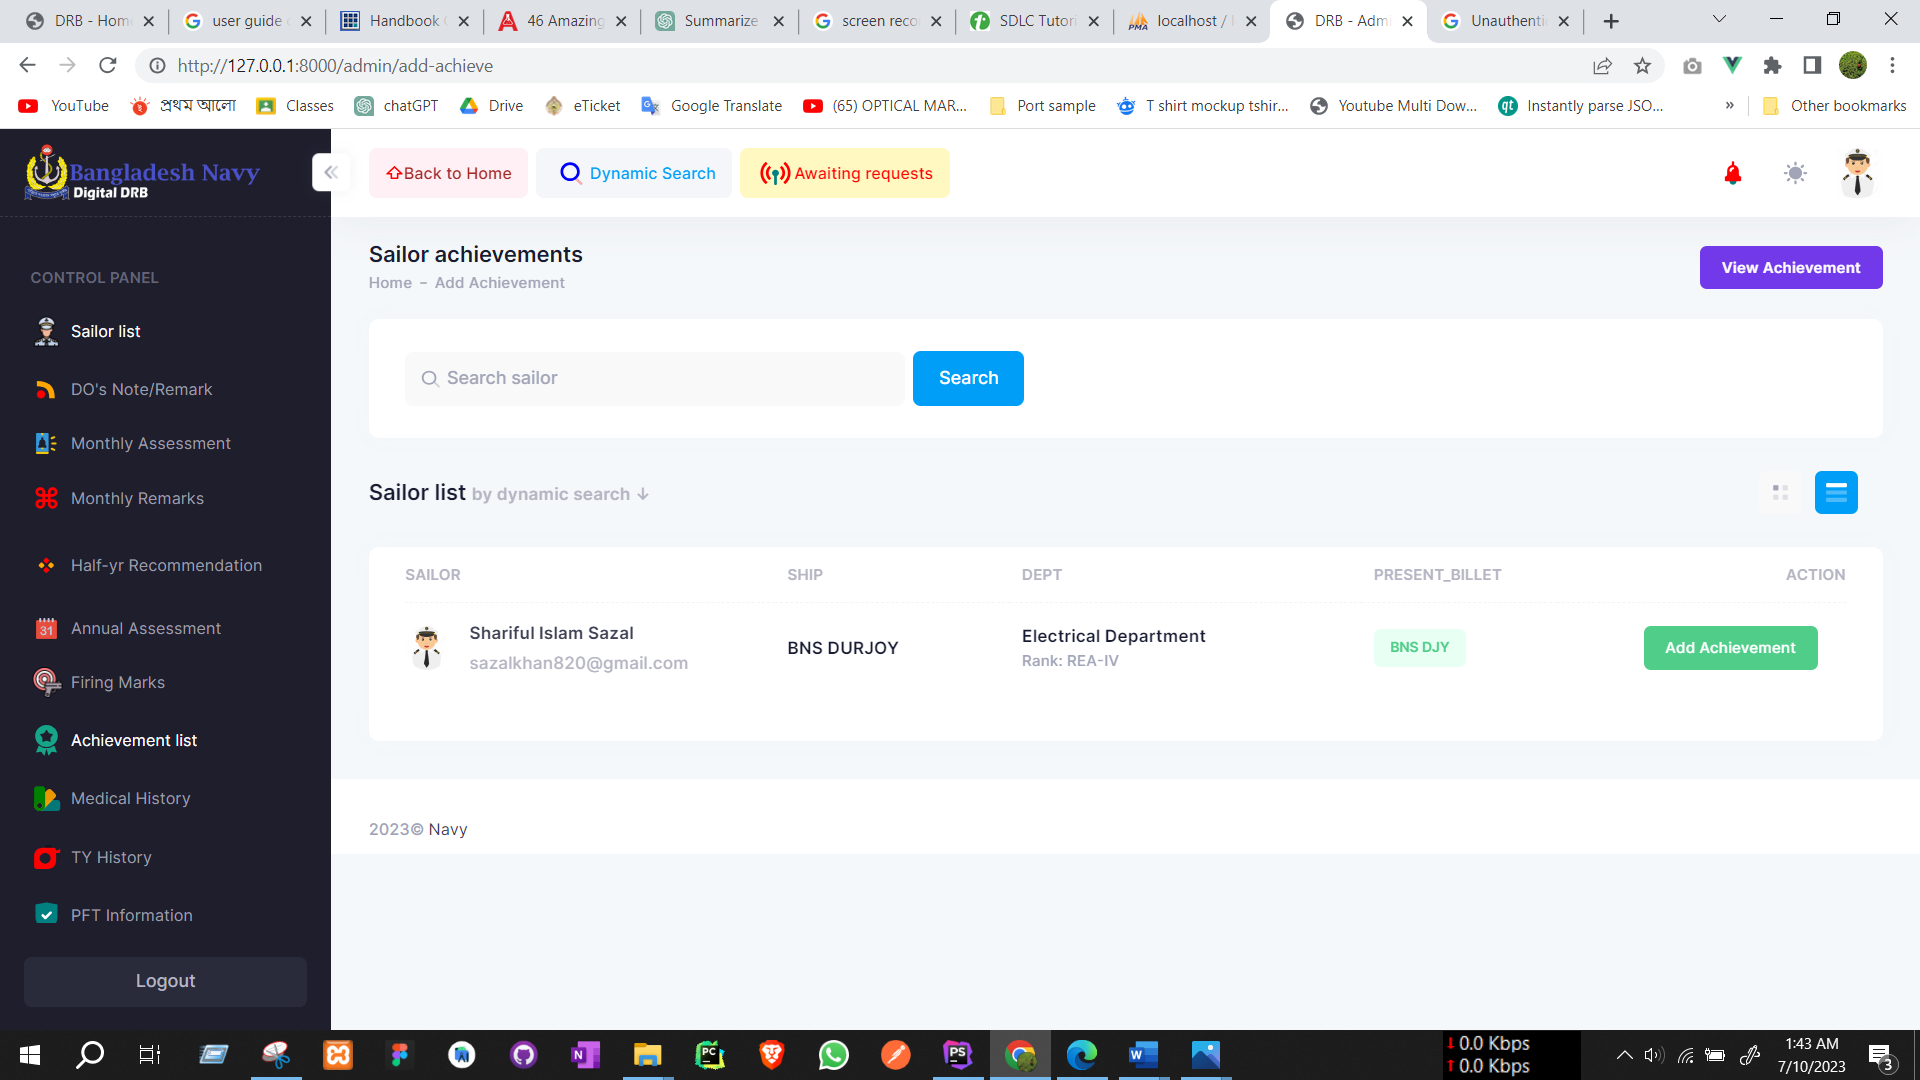 DRB - Hom
user guide
Handbook
46 Amazing
Summarize
screen reco
SDLC Tutori
localhost /
DRB - Adm
Unauthenti
http://127.0.0.1:8000/admin/add-achieve
YouTube
প্রথম আলো
Classes
chatGPT
Drive
eTicket
Google Translate
(65) OPTICAL MAR...
Port sample
T shirt mockup tshir...
Youtube Multi Dow...
Instantly parse JSO...
»
Other bookmarks
Bangladesh Navy
Digital DRB
Back to Home
Dynamic Search
Awaiting requests
CONTROL PANEL
Sailor list
DO's Note/Remark
Monthly Assessment
Monthly Remarks
Half-yr Recommendation
31
Annual Assessment
Firing Marks
Achievement list
Medical History
TY History
PFT Information
Logout
Sailor achievements
Home - Add Achievement
View Achievement
Search sailor
Search
Sailor list by dynamic search ↓
SAILOR SHIP DEPT PRESENT_BILLET ACTION
Shariful Islam Sazal
sazalkhan820@gmail.com
BNS DURJOY
Electrical Department
Rank: REA-IV
BNS DJY
Add Achievement
2023© Navy
0.0 Kbps
0.0 Kbps
1:43 AM
7/10/2023
3